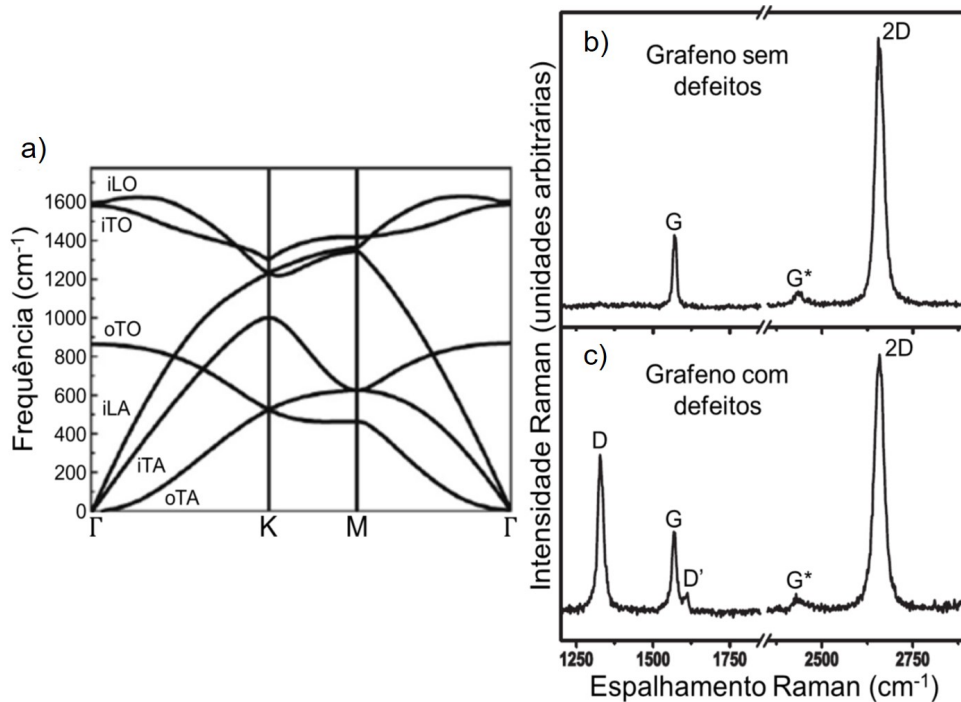 a)
Frequência (cm-1)
1600
1400
1200
1000
800
600
400
200
0
iLO
iTO
oTO
iLA
iTA
oTA
Γ K M Γ
Intensidade Raman (unidades arbitrárias)
b)
Grafeno sem
defeitos
G
G*
2D
c)
Grafeno com
defeitos
D
G
D'
G*
2D
1250 1500 1750 2500 2750
Espalhamento Raman (cm-1)